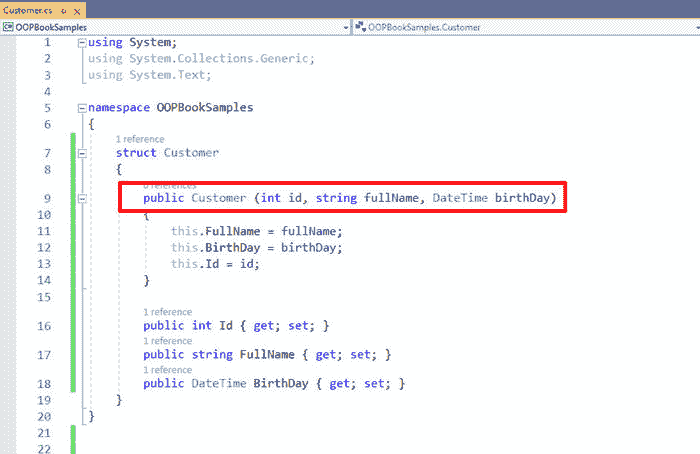 Customer.cs
OOPBookSamples OOPBookSamples.Customer
1 using System;
2 using System.Collections.Generic;
3 using System.Text;
4
5 namespace OOPBookSamples
6 {
1 reference
7 struct Customer
8 {
0 references
9 public Customer (int id, string fullName, DateTime birthDay)
10 {
11 this.FullName = fullName;
12 this.BirthDay = birthDay;
13 this.Id = id;
14 }
15
1 reference
16 public int Id { get; set; }
1 reference
17 public string FullName { get; set; }
1 reference
18 public DateTime BirthDay { get; set; }
19 }
20 }
21
22